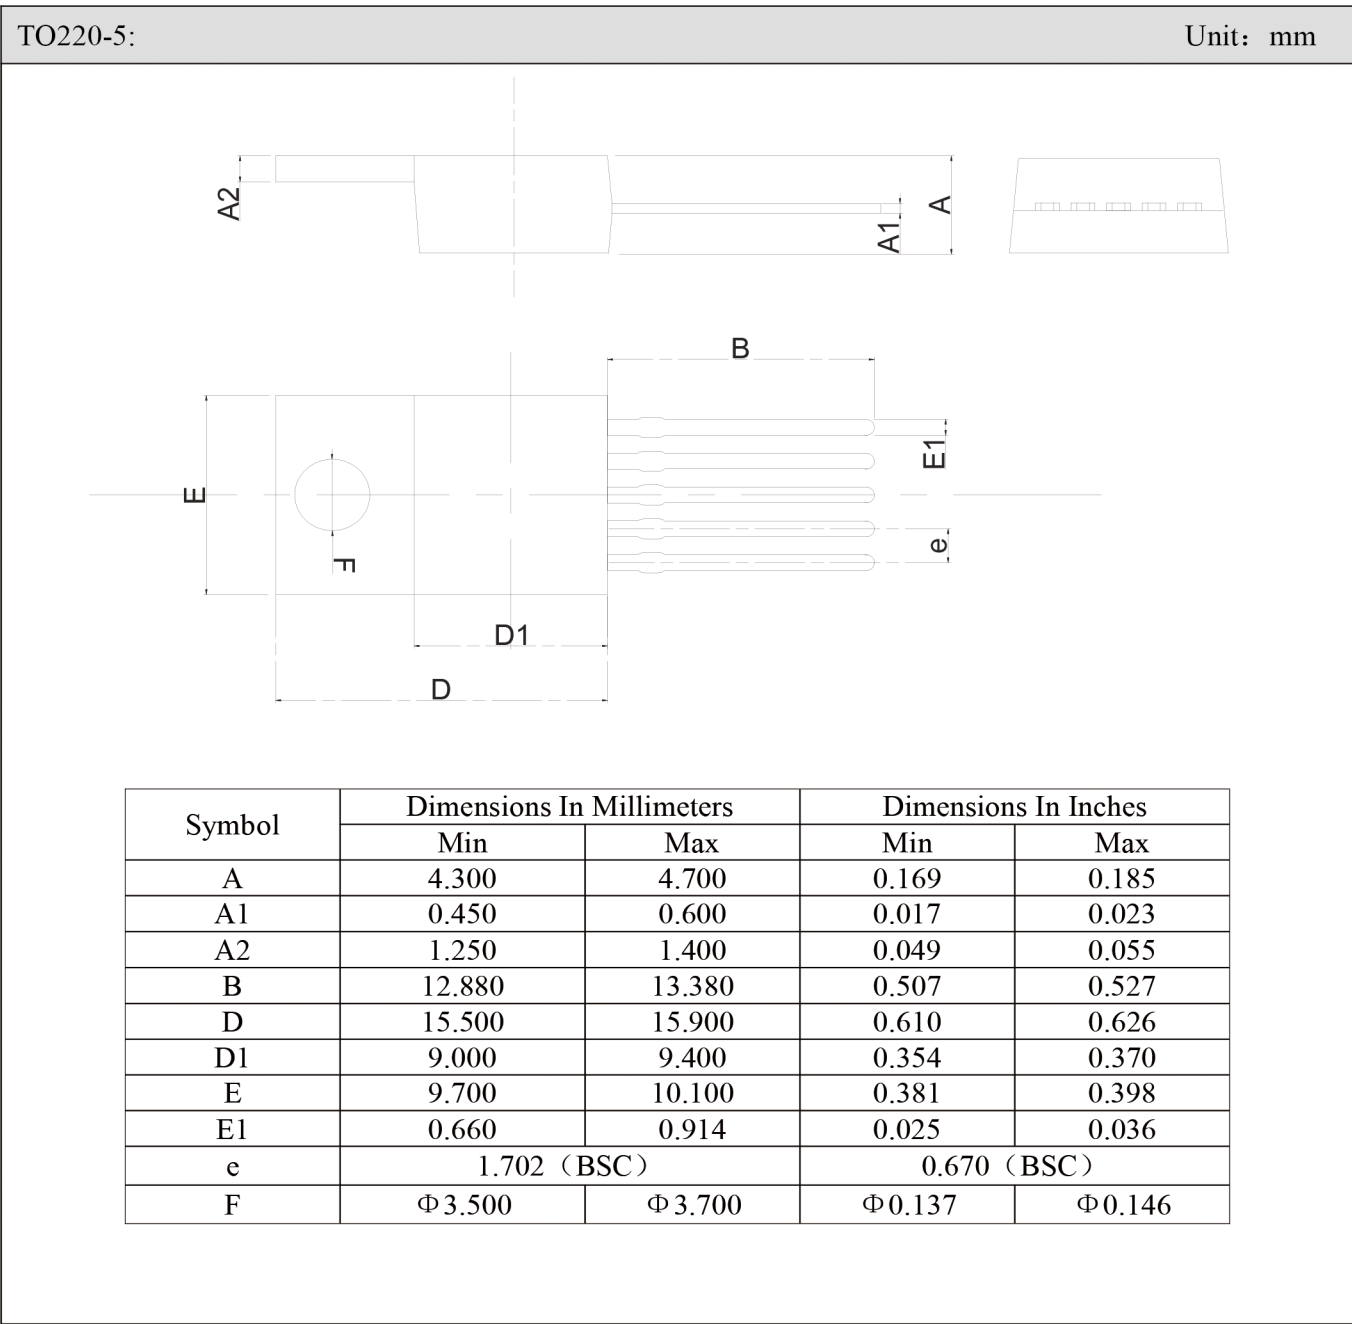 TO220-5: Unit：mm
A2
A
A1
B
E1
E
e
F
D1
D
Symbol Dimensions In Millimeters Dimensions In Inches
Min Max Min Max
A 4.300 4.700 0.169 0.185
A1 0.450 0.600 0.017 0.023
A2 1.250 1.400 0.049 0.055
B 12.880 13.380 0.507 0.527
D 15.500 15.900 0.610 0.626
D1 9.000 9.400 0.354 0.370
E 9.700 10.100 0.381 0.398
E1 0.660 0.914 0.025 0.036
e 1.702（BSC） 0.670（BSC）
F Φ3.500 Φ3.700 Φ0.137 Φ0.146